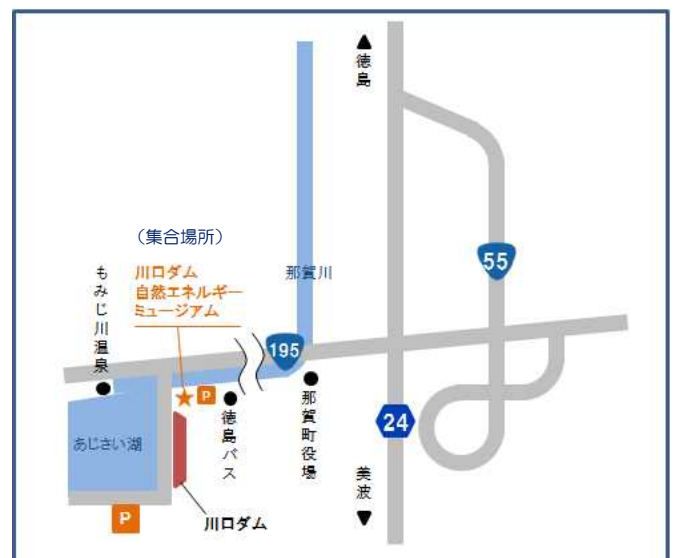 ▲
徳島
55
（集合場所）
川口ダム
自然エネルギー
ミュージアム
もみじ川温泉
那賀川
195
P
徳島バス
那賀町役場
24
あじさい湖
美波
▼
P
川口ダム